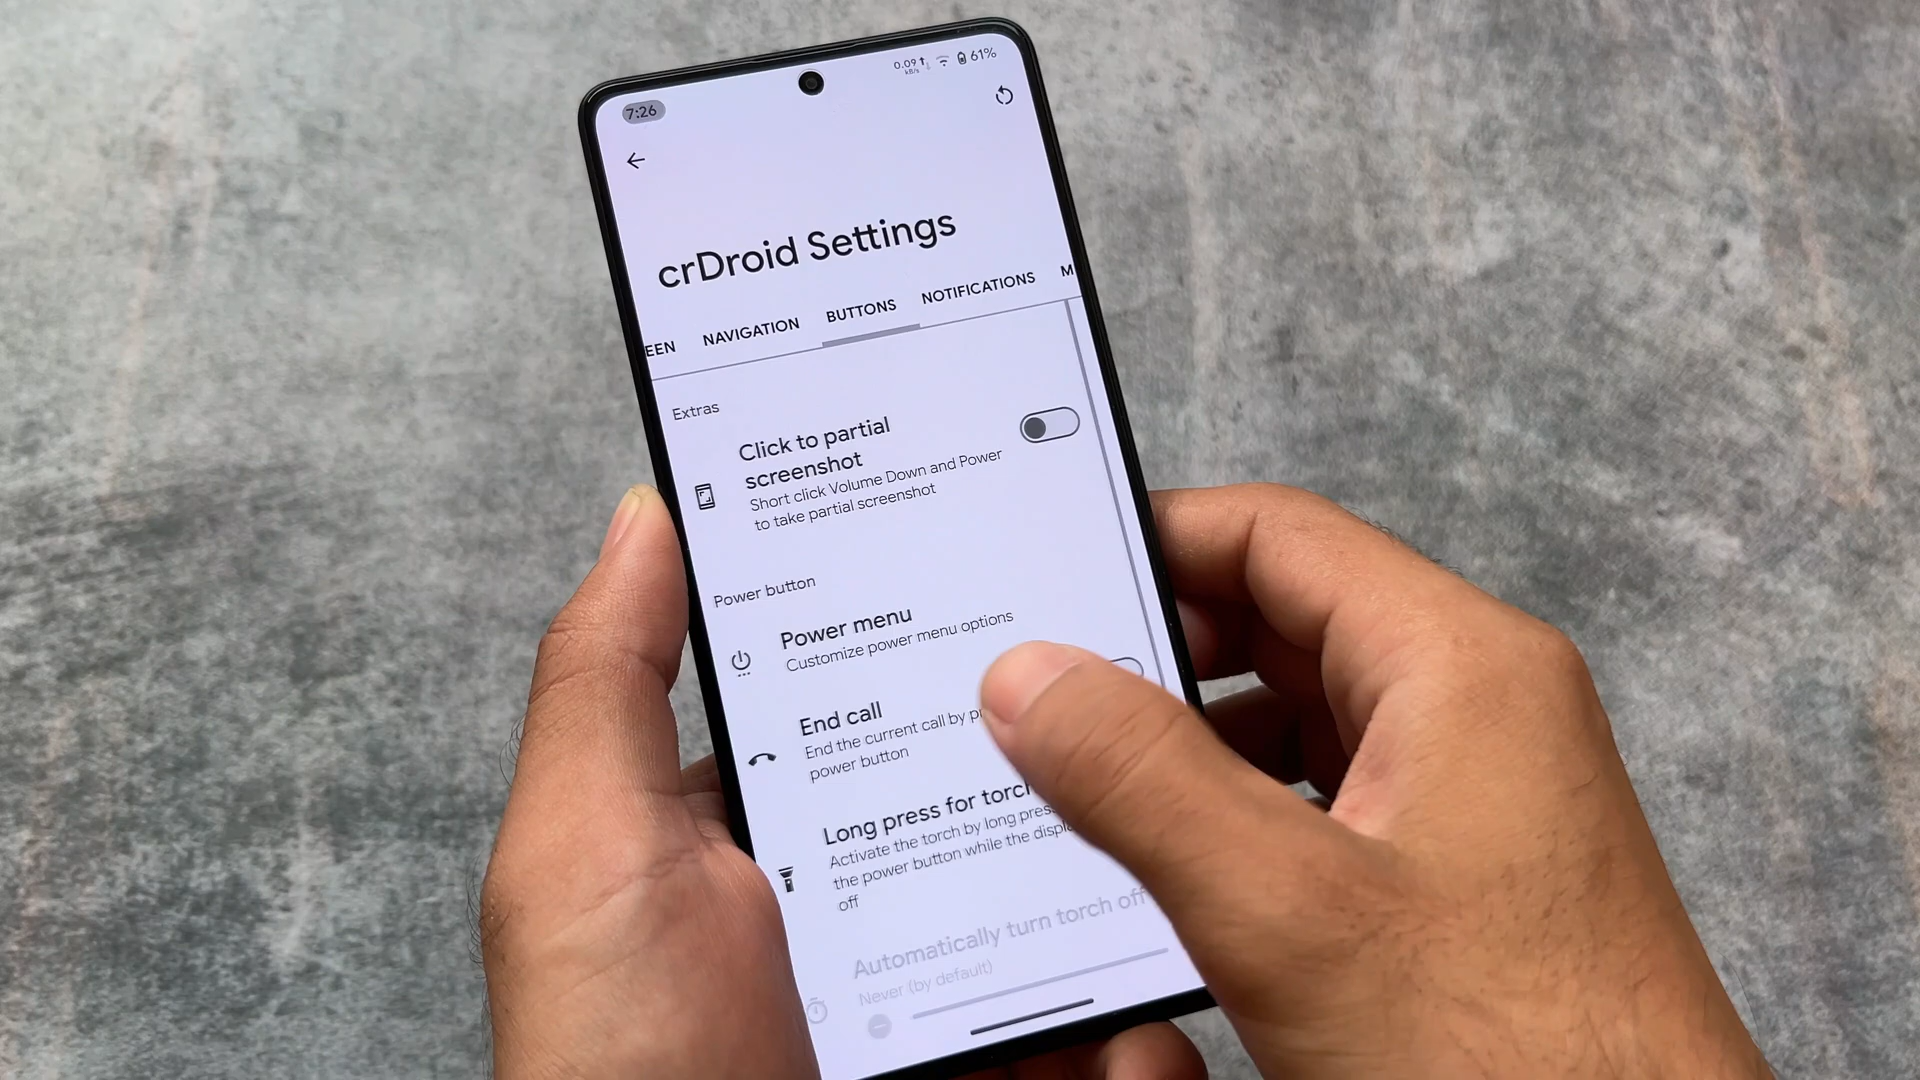 7:26
0.09
kB/s
61%
crDroid Settings
EEN NAVIGATION BUTTONS NOTIFICATIONS M
Extras
Click to partial
screenshot
Short click Volume Down and Power
to take partial screenshot
Power button
Power menu
Customize power menu options
End call
End the current call by
power button
Long press for torch
Activate the torch by long press
the power button while the
off
Automatically turn torch off
Never (by default)